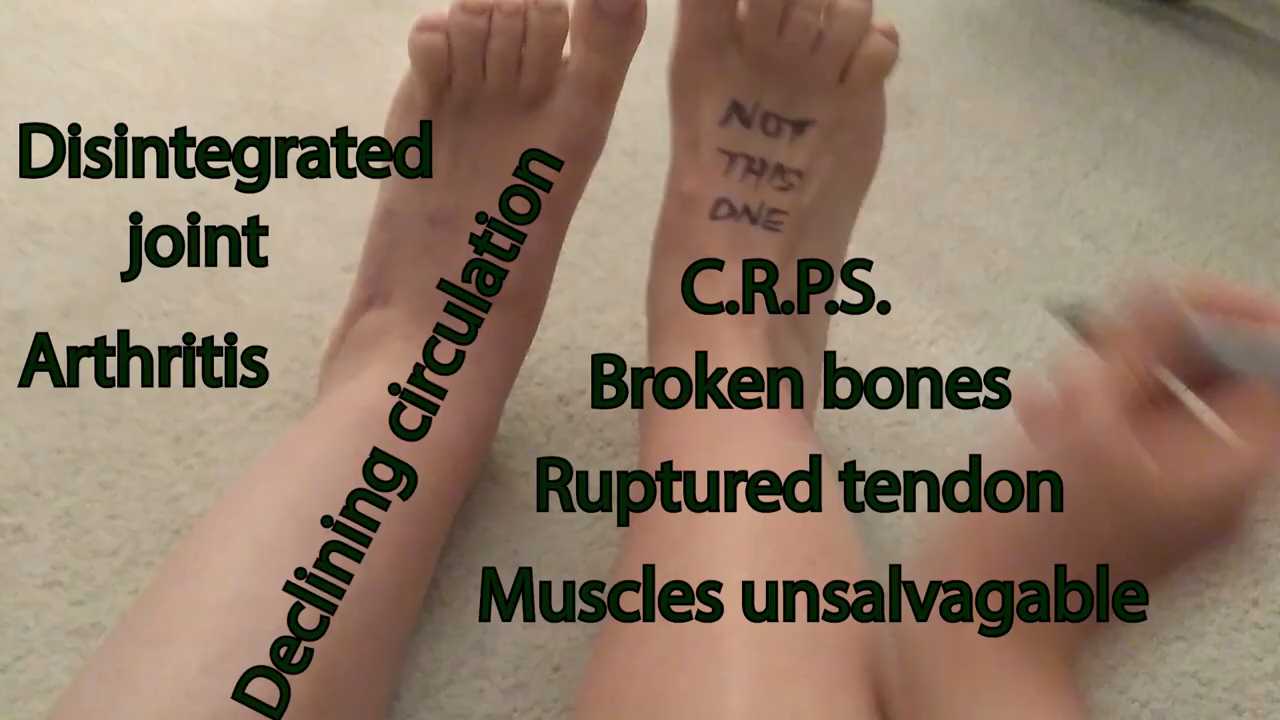 NOT
THIS
ONE
Disintegrated
joint
Arthritis
Declining circulation
C.R.P.S.
Broken bones
Ruptured tendon
Muscles unsalvagable